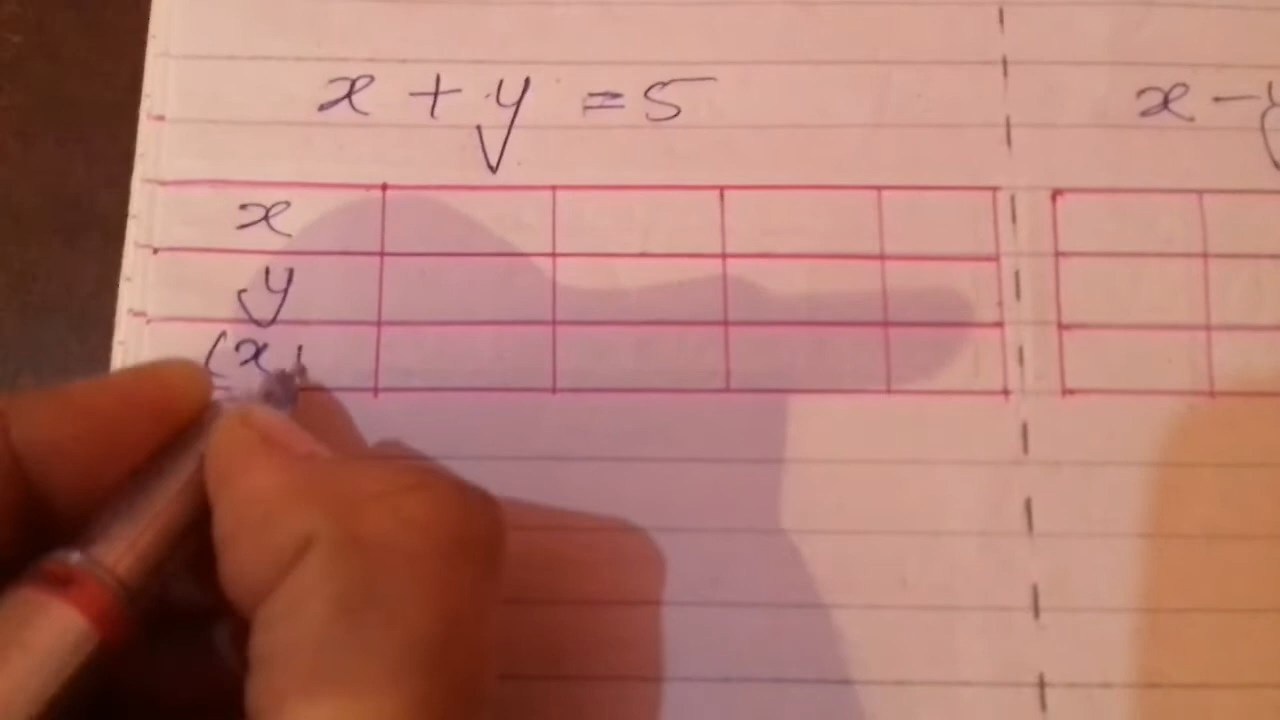 x + y = 5
x - y
x
y
(x,